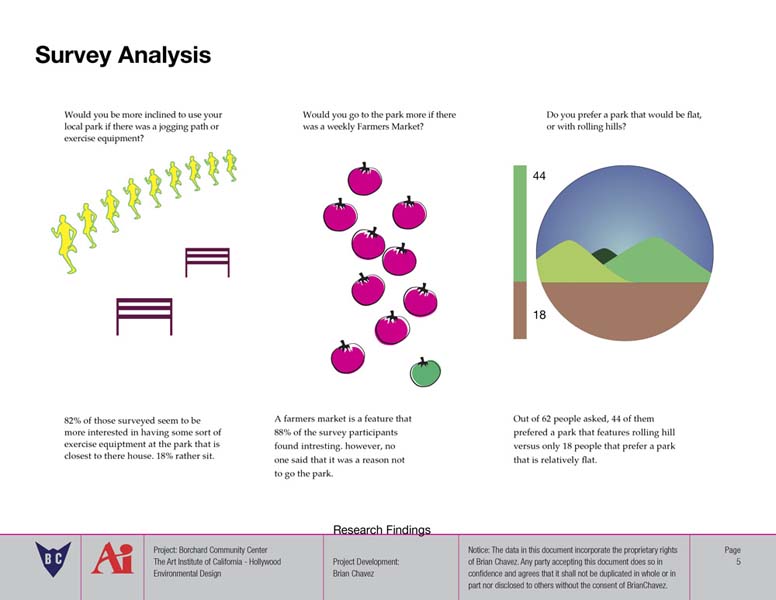 Survey Analysis
Would you be more inclined to use your
local park if there was a jogging path or
exercise equipment?
Would you go to the park more if there
was a weekly Farmers Market?
Do you prefer a park that would be flat,
or with rolling hills?
44
18
82% of those surveyed seem to be
more interested in having some sort of
exercise equiptment at the park that is
closest to there house. 18% rather sit.
A farmers market is a feature that
88% of the survey participants
found intresting. however, no
one said that it was a reason not
to go the park.
Out of 62 people asked, 44 of them
prefered a park that features rolling hill
versus only 18 people that prefer a park
that is relatively flat.
Research Findings
B C
Ai
Project: Borchard Community Center
The Art Institute of California - Hollywood
Environmental Design
Project Development:
Brian Chavez
Notice: The data in this document incorporate the proprietary rights
of Brian Chavez. Any party accepting this document does so in
confidence and agrees that it shall not be duplicated in whole or in
part nor disclosed to others without the consent of BrianChavez.
Page
5